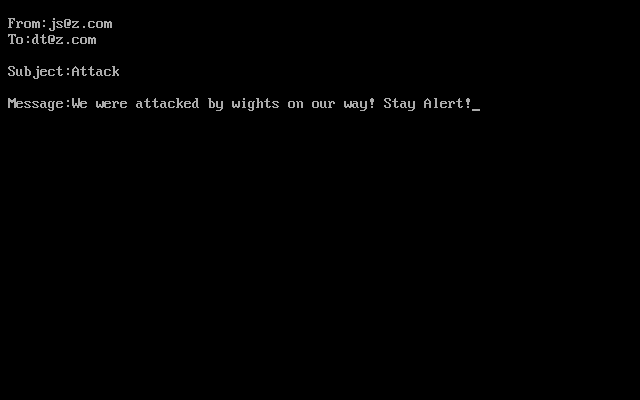 From:js@z.com
To:dt@z.com
Subject:Attack
Message:We were attacked by wights on our way! Stay Alert!_